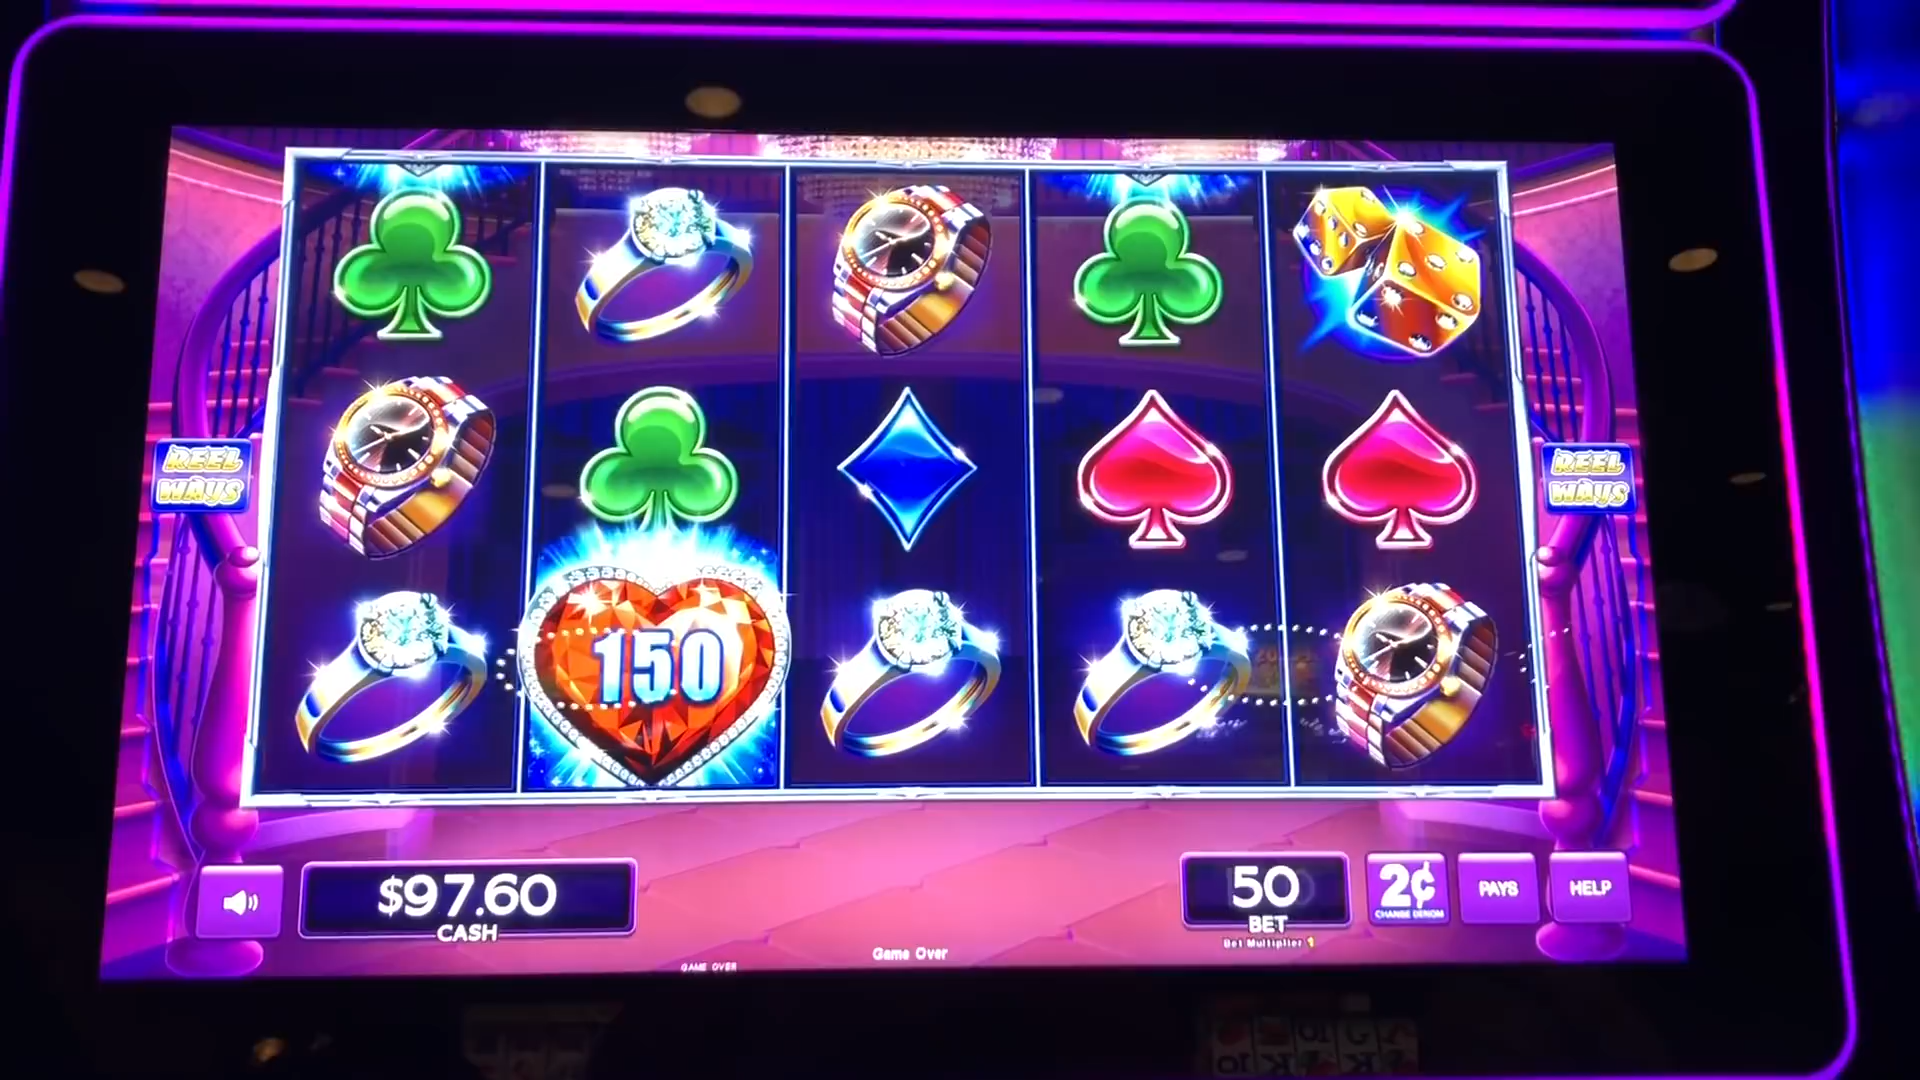 REEL
WAYS
REEL
WAYS
150
$97.60
CASH
50
BET
Bet Multiplier 1
2¢
CHANGE DENOM
PAYS
HELP
Game Over
GAME OVER